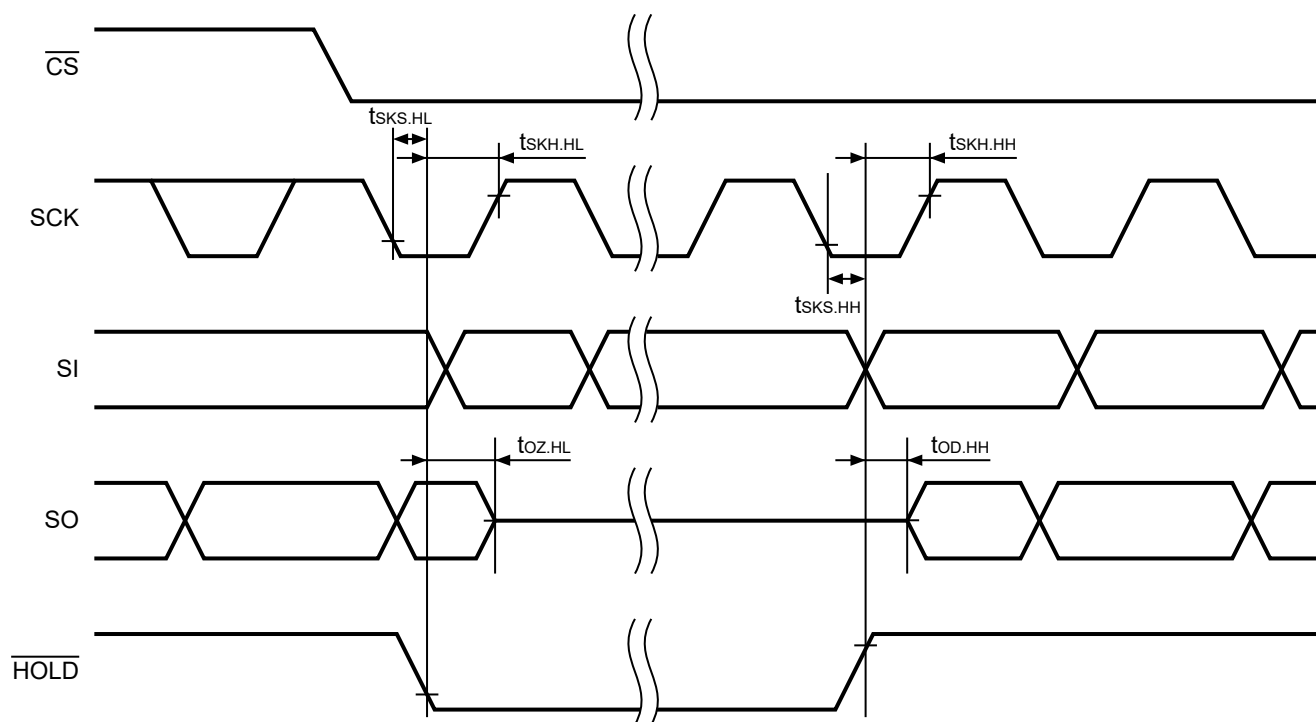 CS
tSKS.HL
tSKH.HL
tSKH.HH
SCK
tSKS.HH
SI
tOZ.HL
tOD.HH
SO
HOLD